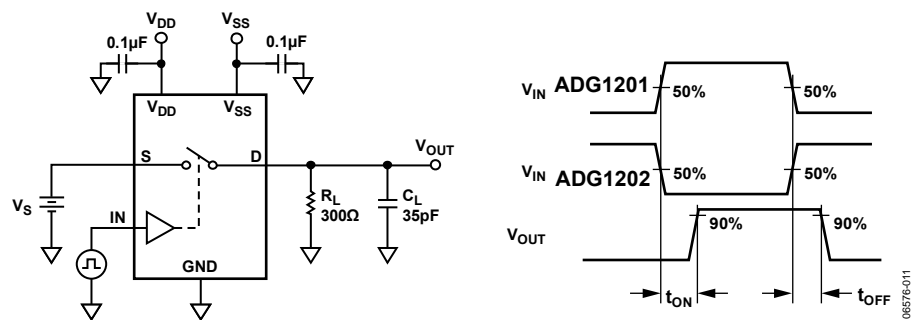 VDD
VSS
0.1µF
0.1µF
VDD
VSS
S
D
VOUT
VS
IN
RL
300Ω
CL
35pF
GND
VIN ADG1201
50%
50%
VIN ADG1202
50%
50%
VOUT
90%
90%
tON
tOFF
06576-011